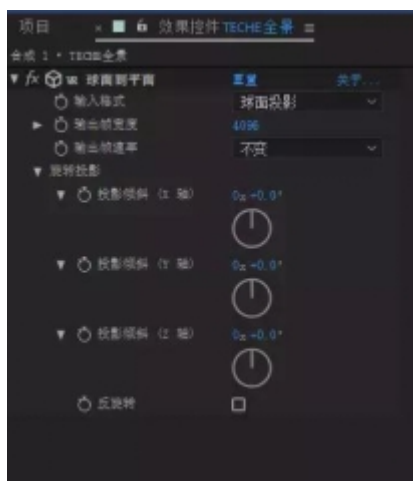 项目 × 效果控件 TECHE全景 ≡
合成 1 • TECHE全景
fx VR 球面到平面 重置 关于...
输入格式 球面投影
输出帧宽度 4096
输出帧速率 不变
旋转投影
投影倾斜 (X 轴) 0x+0.0°
投影倾斜 (Y 轴) 0x+0.0°
投影倾斜 (Z 轴) 0x+0.0°
反旋转